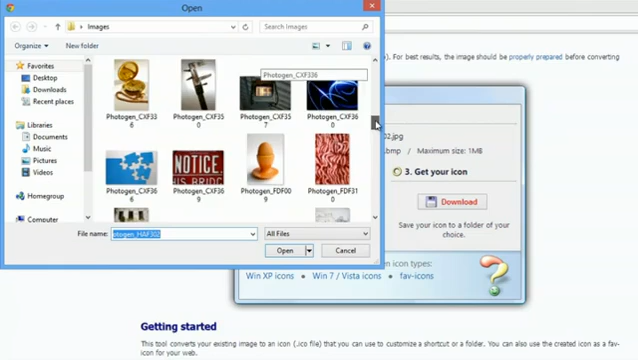 Open
Images
Search Images
Organize
New folder
Favorites
Desktop
Downloads
Recent places
Libraries
Documents
Music
Pictures
Videos
Homegroup
Computer
Photogen_CXF336
Photogen_CXF33
6
Photogen_CXF35
0
Photogen_CXF35
7
Photogen_CXF36
0
Photogen_CXF36
6
Photogen_CXF36
9
Photogen_FDF00
9
Photogen_FDF31
0
NOTICE.
IS BRID
File name:
otogen_HAF302
All Files
Open
Cancel
). For best results, the image should be properly prepared before converting
02.jpg
.bmp / Maximum size: 1MB
3. Get your icon
Download
Save your icon to a folder of your
choice.
icon types:
Win XP icons
Win 7 / Vista icons
fav-icons
Getting started
This tool converts your existing image to an icon (.ico file) that you can use to customize a shortcut or a folder. You can also use the created icon as a fav-
icon for your web.